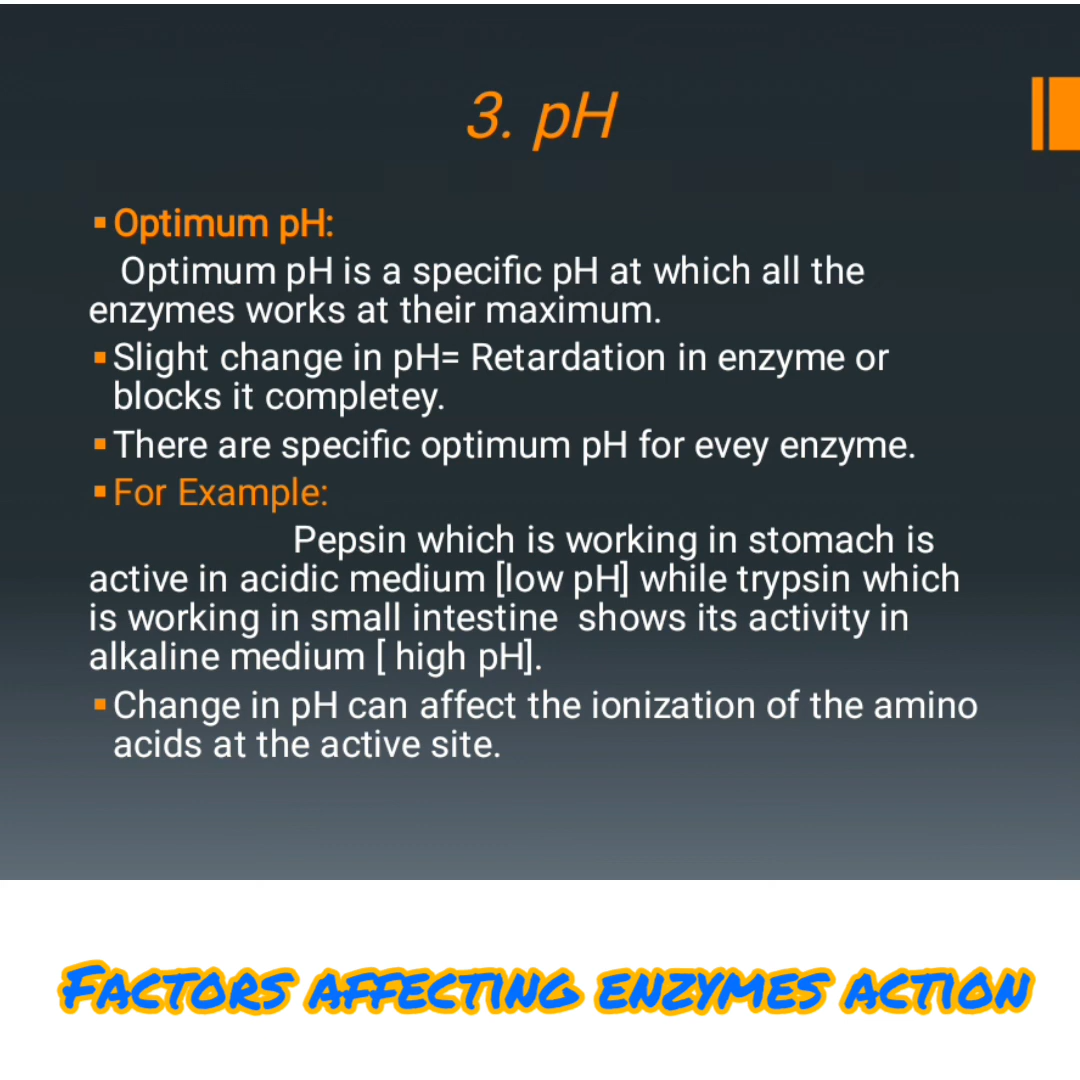 3. pH
▪Optimum pH:
Optimum pH is a specific pH at which all the
enzymes works at their maximum.
▪Slight change in pH= Retardation in enzyme or
blocks it completey.
▪There are specific optimum pH for evey enzyme.
▪For Example:
Pepsin which is working in stomach is
active in acidic medium [low pH] while trypsin which
is working in small intestine  shows its activity in
alkaline medium [ high pH].
▪Change in pH can affect the ionization of the amino
acids at the active site.
FACTORS AFFECTING ENZYMES ACTION